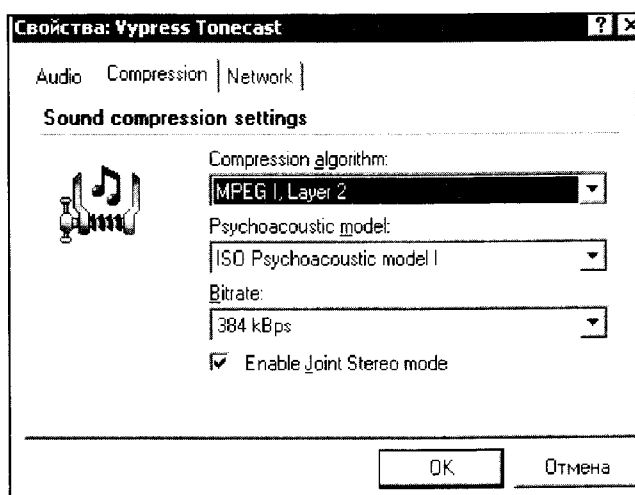 Свойства: Vypress Tonecast
Audio Compression Network
Sound compression settings
Compression algorithm:
MPEG I, Layer 2
Psychoacoustic model:
ISO Psychoacoustic model I
Bitrate:
384 kBps
Enable Joint Stereo mode
OK Отмена